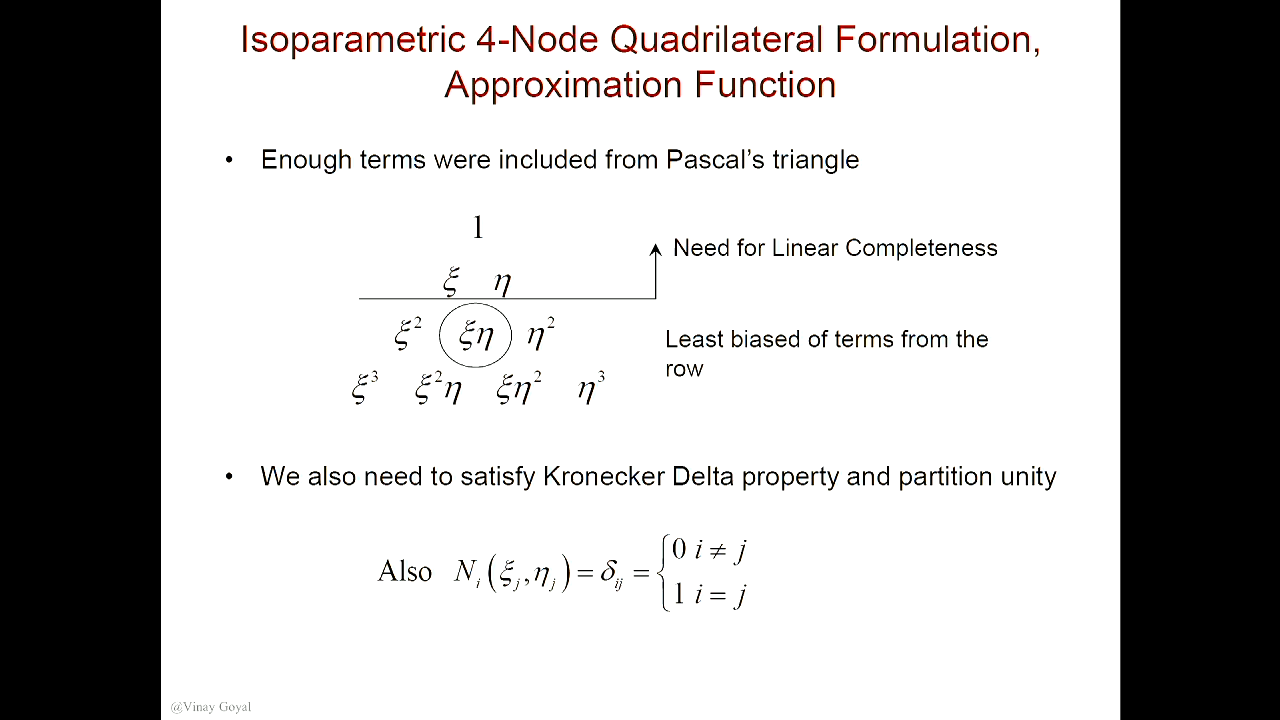 Isoparametric 4-Node Quadrilateral Formulation,
Approximation Function
• Enough terms were included from Pascal's triangle
1
Need for Linear Completeness
ξ η
ξ² ξη η²
Least biased of terms from the
row
ξ³ ξ²η ξη² η³
• We also need to satisfy Kronecker Delta property and partition unity
Also N_i(ξ_j, η_j) = δ_ij = { 0 i ≠ j
1 i = j
@Vinay Goyal